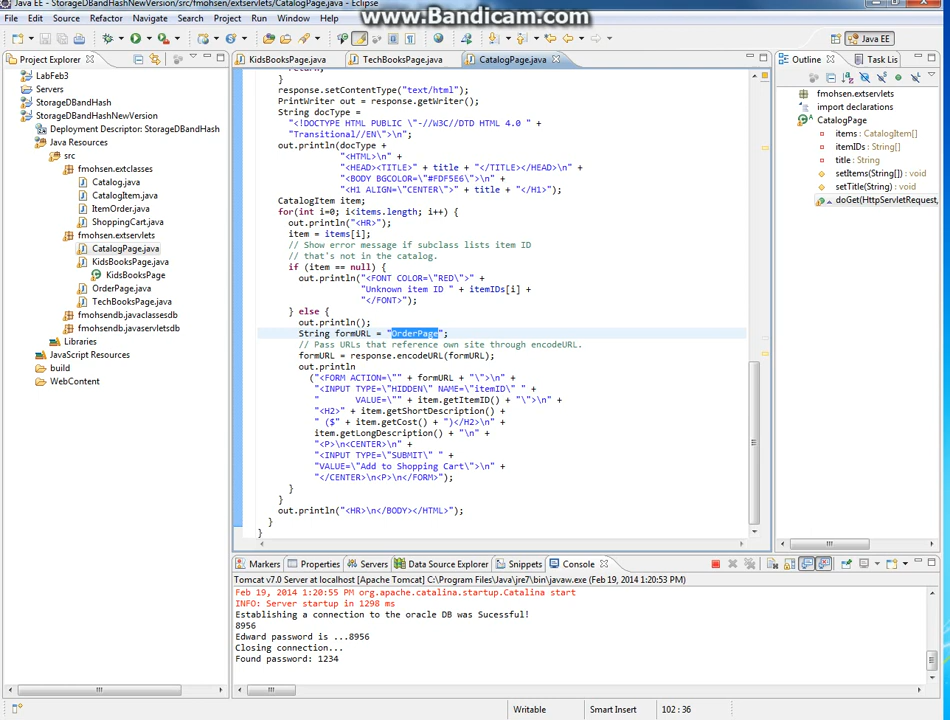 Java EE - StorageDBandHashNewVersion/src/fmohsen/extservlets/CatalogPage.java - Eclipse
www.Bandicam.com
File Edit Source Refactor Navigate Search Project Run Window Help
Java EE
Project Explorer
KidsBooksPage.java TechBooksPage.java CatalogPage.java
Outline Task Lis
LabFeb3
Servers
StorageDBandHash
StorageDBandHashNewVersion
Deployment Descriptor: StorageDBandHash
Java Resources
src
fmohsen.extclasses
Catalog.java
CatalogItem.java
ItemOrder.java
ShoppingCart.java
fmohsen.extservlets
CatalogPage.java
KidsBooksPage.java
KidsBooksPage
OrderPage.java
TechBooksPage.java
fmohsendb.javaclassesdb
fmohsendb.javaservletsdb
Libraries
JavaScript Resources
build
WebContent
}
response.setContentType("text/html");
PrintWriter out = response.getWriter();
String docType =
"<!DOCTYPE HTML PUBLIC \"-//W3C//DTD HTML 4.0 " +
"Transitional//EN\">\n";
out.println(docType +
"<HTML>\n" +
"<HEAD><TITLE>" + title + "</TITLE></HEAD>\n" +
"<BODY BGCOLOR=\"#FDF5E6\">\n" +
"<H1 ALIGN=\"CENTER\">" + title + "</H1>");
CatalogItem item;
for(int i=0; i<items.length; i++) {
out.println("<HR>");
item = items[i];
// Show error message if subclass lists item ID
// that's not in the catalog.
if (item == null) {
out.println("<FONT COLOR=\"RED\">" +
"Unknown item ID " + itemIDs[i] +
"</FONT>");
} else {
out.println();
String formURL = "OrderPage";
// Pass URLs that reference own site through encodeURL.
formURL = response.encodeURL(formURL);
out.println
("<FORM ACTION=\"" + formURL + "\">\n" +
"<INPUT TYPE=\"HIDDEN\" NAME=\"itemID\" " +
" VALUE=\"" + item.getItemID() + "\">\n" +
"<H2>" + item.getShortDescription() +
" ($" + item.getCost() + ")</H2>\n" +
item.getLongDescription() + "\n" +
"<P>\n<CENTER>\n" +
"<INPUT TYPE=\"SUBMIT\" " +
"VALUE=\"Add to Shopping Cart\">\n" +
"</CENTER>\n<P>\n</FORM>");
}
}
out.println("<HR>\n</BODY></HTML>");
}
}
fmohsen.extservlets
import declarations
CatalogPage
items : CatalogItem[]
itemIDs : String[]
title : String
setItems(String[]) : void
setTitle(String) : void
doGet(HttpServletRequest,
Markers Properties Servers Data Source Explorer Snippets Console
Tomcat v7.0 Server at localhost [Apache Tomcat] C:\Program Files\Java\jre7\bin\javaw.exe (Feb 19, 2014 1:20:53 PM)
Feb 19, 2014 1:20:55 PM org.apache.catalina.startup.Catalina start
INFO: Server startup in 1298 ms
Establishing a connection to the oracle DB was Sucessful!
8956
Edward password is ...8956
Closing connection...
Found password: 1234
Writable Smart Insert 102 : 36